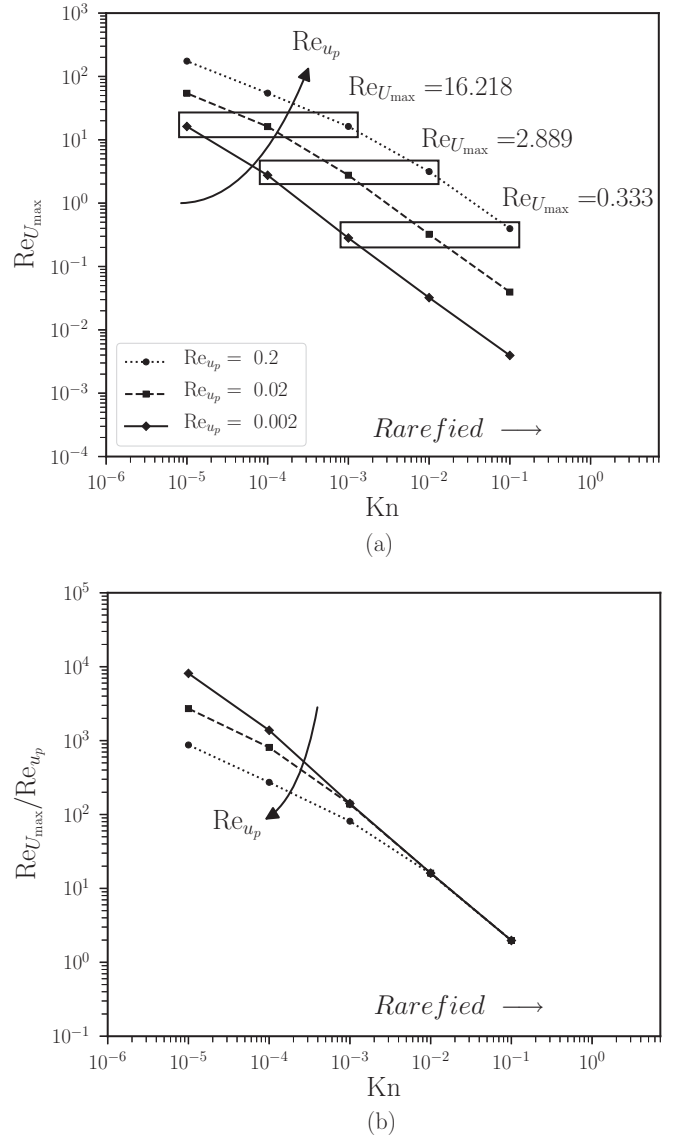 10^3
10^2
10^1
10^0
10^-1
10^-2
10^-3
10^-4
Re_{U_max}
Re_{u_p}
Re_{U_max} =16.218
Re_{U_max} =2.889
Re_{U_max} =0.333
Re_{u_p} = 0.2
Re_{u_p} = 0.02
Re_{u_p} = 0.002
Rarefied →
10^-6 10^-5 10^-4 10^-3 10^-2 10^-1 10^0
Kn
(a)
10^5
10^4
10^3
10^2
10^1
10^0
10^-1
Re_{U_max}/Re_{u_p}
Re_{u_p}
Rarefied →
10^-6 10^-5 10^-4 10^-3 10^-2 10^-1 10^0
Kn
(b)